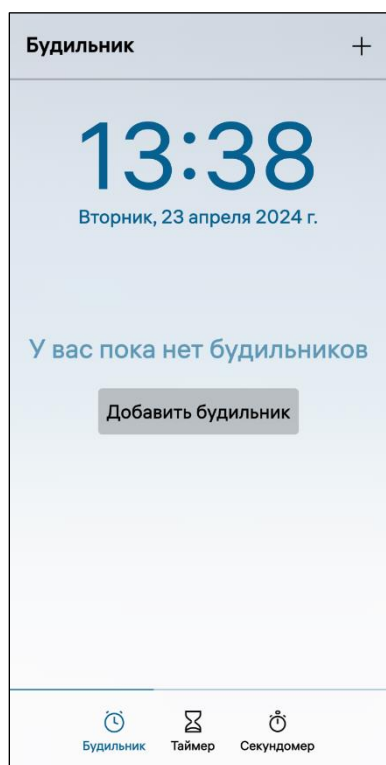 Будильник
13:38
Вторник, 23 апреля 2024 г.
У вас пока нет будильников
Добавить будильник
Будильник Таймер Секундомер